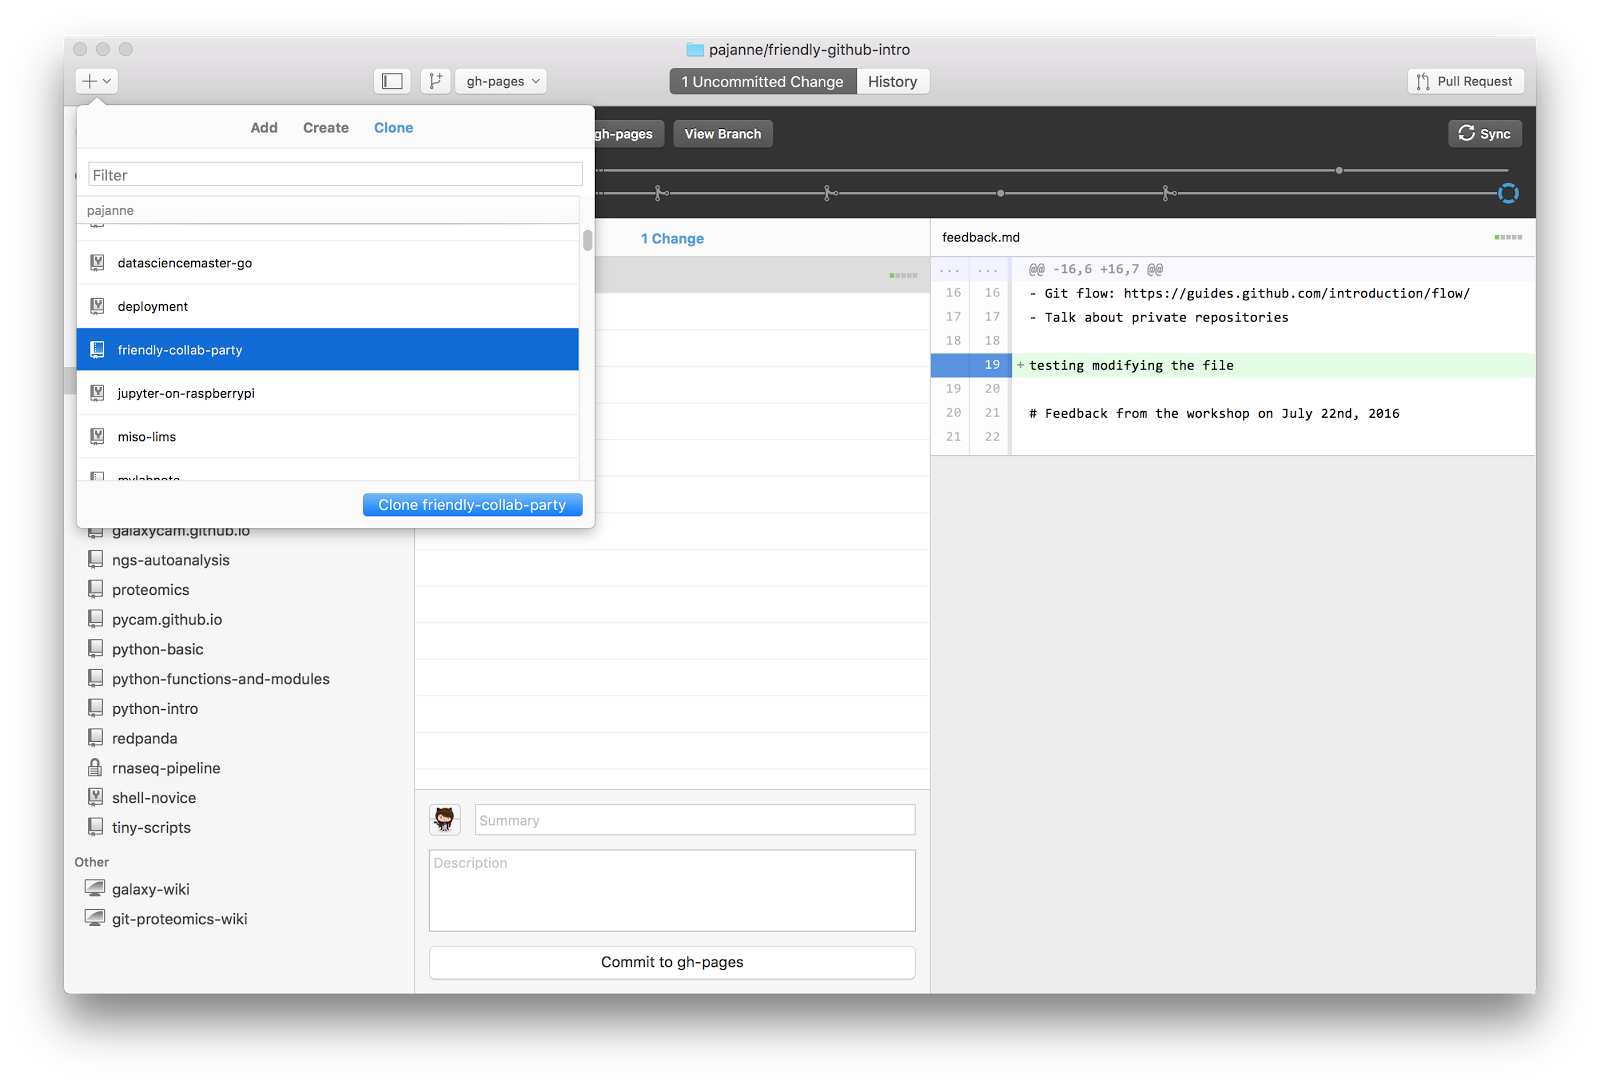 pajanne/friendly-github-intro
gh-pages
1 Uncommitted Change
History
Pull Request
Add
Create
Clone
Filter
pajanne
datasciencemaster-go
deployment
friendly-collab-party
jupyter-on-raspberrypi
miso-lims
mylabnote
Clone friendly-collab-party
gh-pages
View Branch
Sync
1 Change
feedback.md
... ... @@ -16,6 +16,7 @@
16 16 - Git flow: https://guides.github.com/introduction/flow/
17 17 - Talk about private repositories
18 18
19 + testing modifying the file
19 20
20 21 # Feedback from the workshop on July 22nd, 2016
21 22
galaxycam.github.io
ngs-autoanalysis
proteomics
pycam.github.io
python-basic
python-functions-and-modules
python-intro
redpanda
rnaseq-pipeline
shell-novice
tiny-scripts
Other
galaxy-wiki
git-proteomics-wiki
Summary
Description
Commit to gh-pages